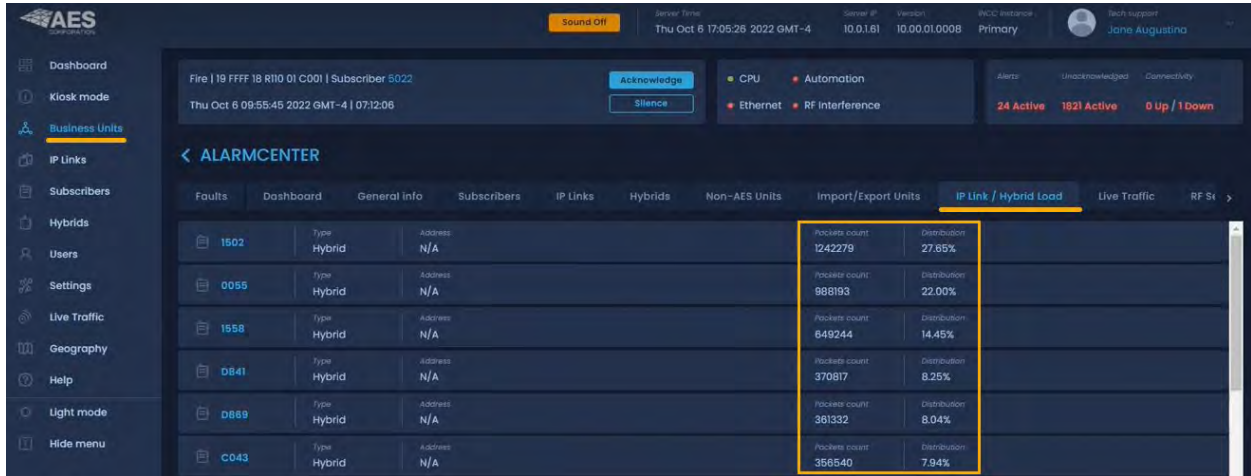 AES
CORPORATION
Sound Off
Server Time
Thu Oct 6 17:05:26 2022 GMT-4
Server IP
10.0.1.61
Version
10.00.01.0008
INCC Instance
Primary
Tech support
Jane Augustina
Dashboard
Kiosk mode
Business Units
IP Links
Subscribers
Hybrids
Users
Settings
Live Traffic
Geography
Help
Light mode
Hide menu
Fire | 19 FFFF 18 R110 01 C001 | Subscriber 5022
Thu Oct 6 09:55:45 2022 GMT-4 | 07:12:06
Acknowledge
Silence
CPU
Automation
Ethernet
RF Interference
Alerts
24 Active
Unacknowledged
1821 Active
Connectivity
0 Up / 1 Down
< ALARMCENTER
Faults Dashboard General info Subscribers IP Links Hybrids Non-AES Units Import/Export Units IP Link / Hybrid Load Live Traffic RF Se >
Type Address Packets count Distribution
1502 Hybrid N/A 1242279 27.65%
Type Address Packets count Distribution
0055 Hybrid N/A 988193 22.00%
Type Address Packets count Distribution
1558 Hybrid N/A 649244 14.45%
Type Address Packets count Distribution
D841 Hybrid N/A 370817 8.25%
Type Address Packets count Distribution
D869 Hybrid N/A 361332 8.04%
Type Address Packets count Distribution
C043 Hybrid N/A 356540 7.94%